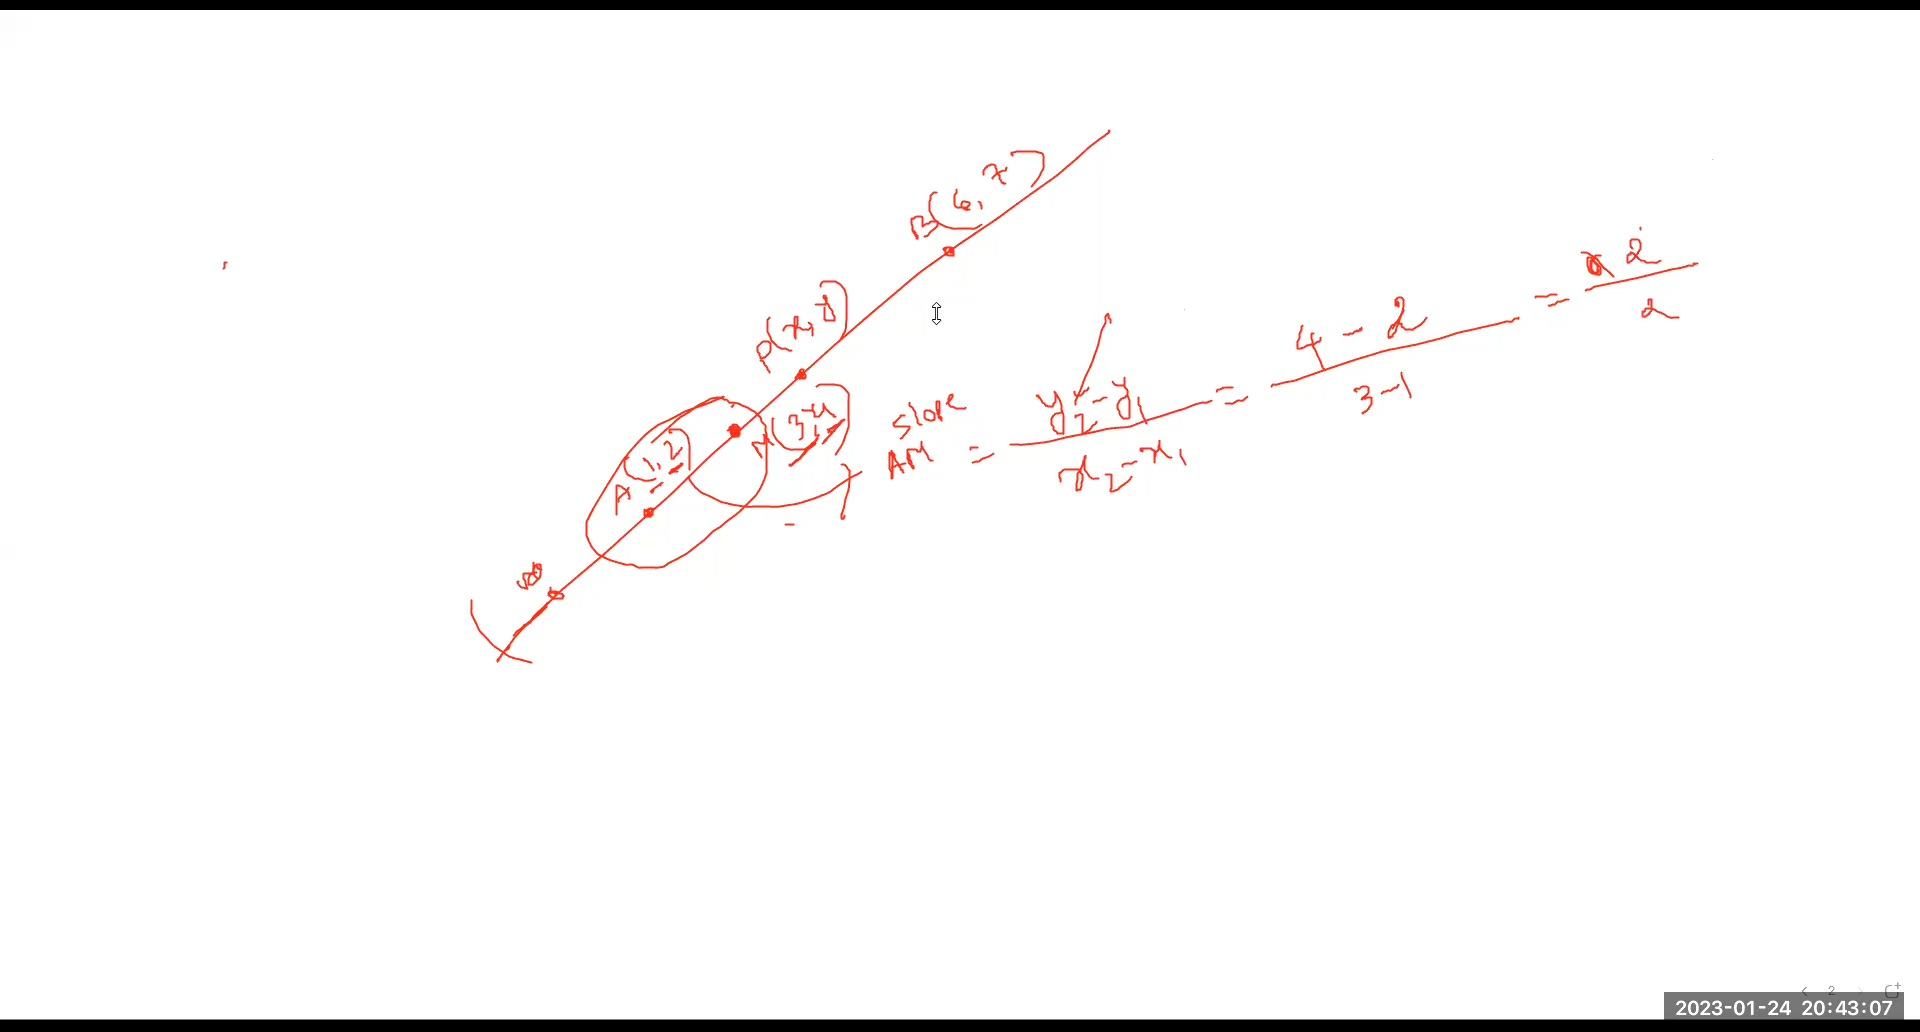 B(6, 7)
P(x, y)
M(3, 4)
A(1, 2)
slope
AM = y₂-y₁ / x₂-x₁ = 4-2 / 3-1 = 2 / 2
< 2
2023-01-24 20:43:07